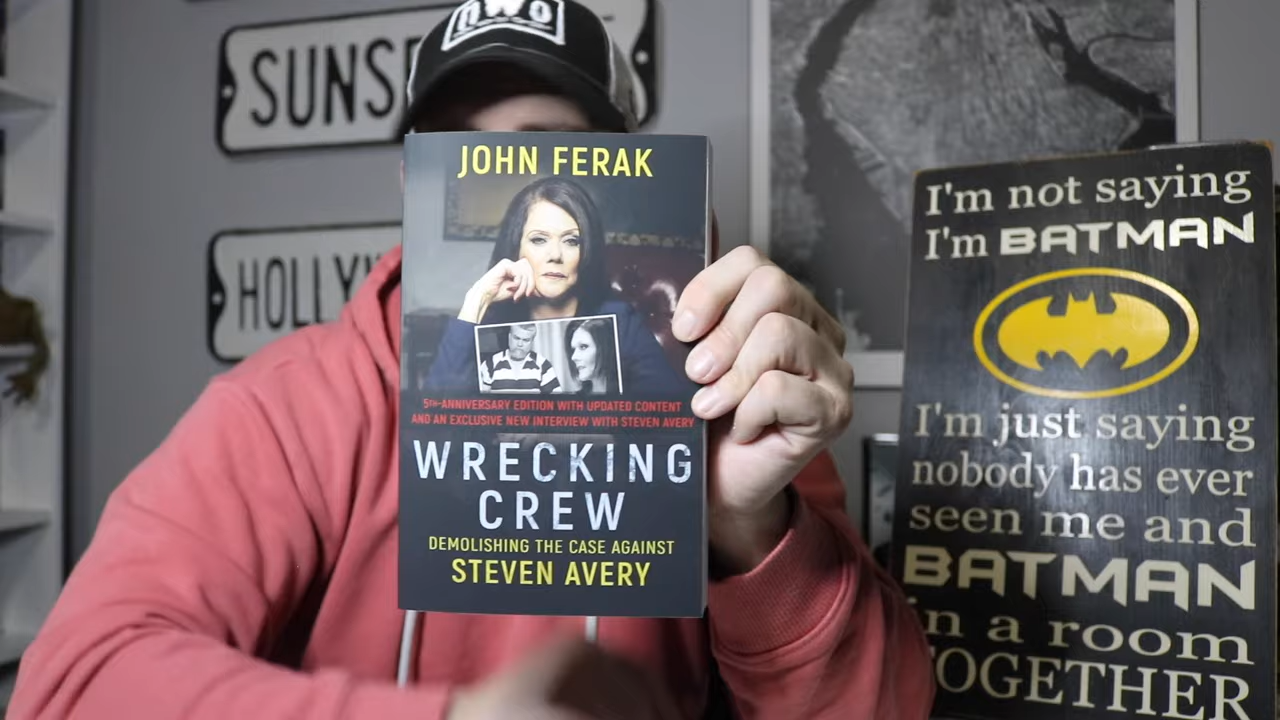 nWo
SUNSE
HOLLYW
JOHN FERAK
5TH-ANNIVERSARY EDITION WITH UPDATED CONTENT
AND AN EXCLUSIVE NEW INTERVIEW WITH STEVEN AVERY
WRECKING
CREW
DEMOLISHING THE CASE AGAINST
STEVEN AVERY
I'm not saying
I'm BATMAN
I'm just saying
nobody has ever
seen me and
BATMAN
in a room
TOGETHER